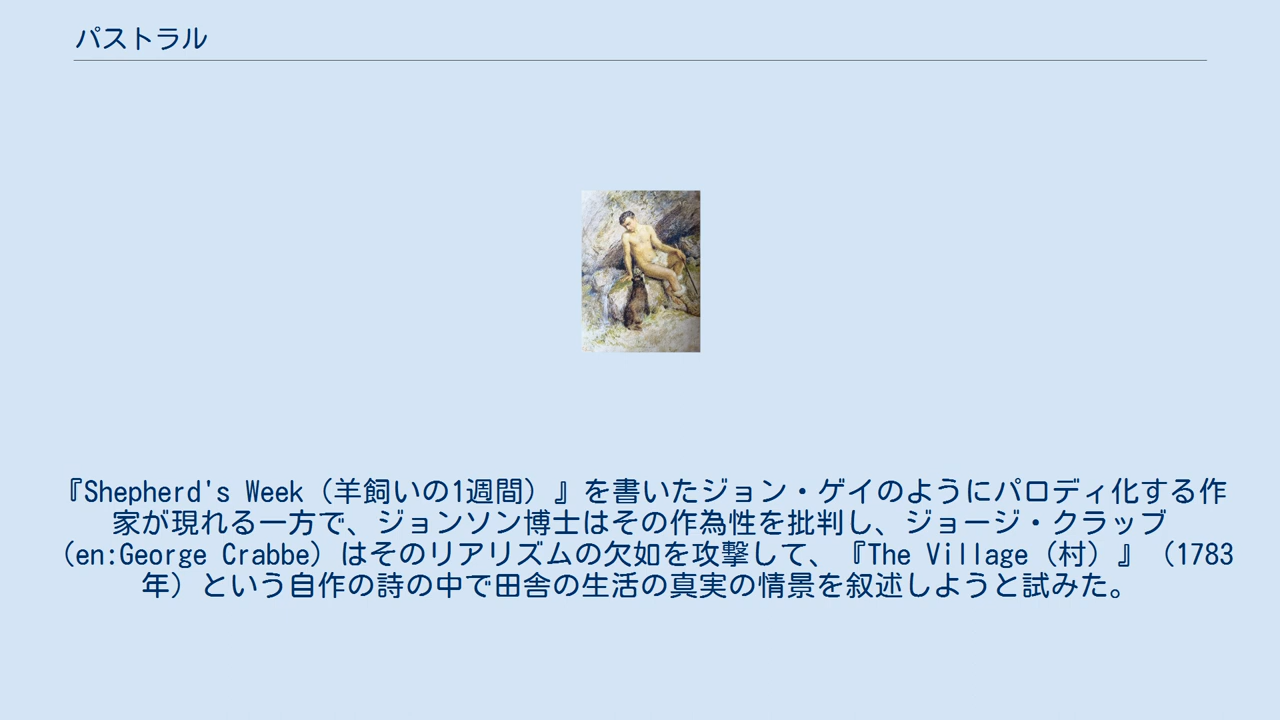 パストラル
『Shepherd's Week（羊飼いの1週間）』を書いたジョン・ゲイのようにパロディ化する作
家が現れる一方で、ジョンソン博士はその作為性を批判し、ジョージ・クラッブ
（en:George Crabbe）はそのリアリズムの欠如を攻撃して、『The Village（村）』（1783
年）という自作の詩の中で田舎の生活の真実の情景を叙述しようと試みた。